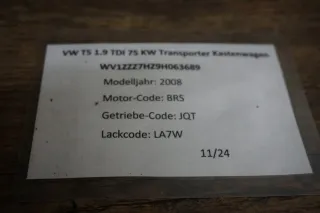 VW T5 1.9 TDI 75 KW Transporter Kastenwagen
WV1ZZZ7HZ9H063689
Modelljahr: 2008
Motor-Code: BRS
Getriebe-Code: JQT
Lackcode: LA7W
11/24